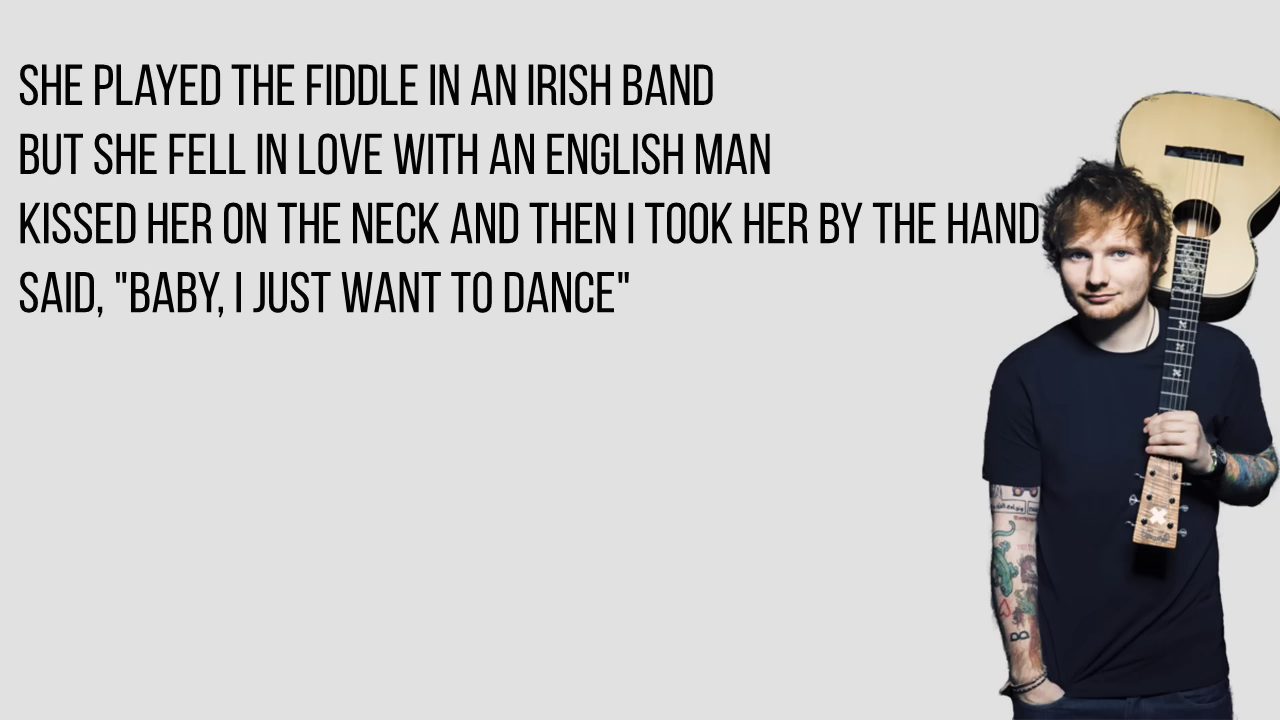 SHE PLAYED THE FIDDLE IN AN IRISH BAND
BUT SHE FELL IN LOVE WITH AN ENGLISH MAN
KISSED HER ON THE NECK AND THEN I TOOK HER BY THE HAND
SAID, "BABY, I JUST WANT TO DANCE"